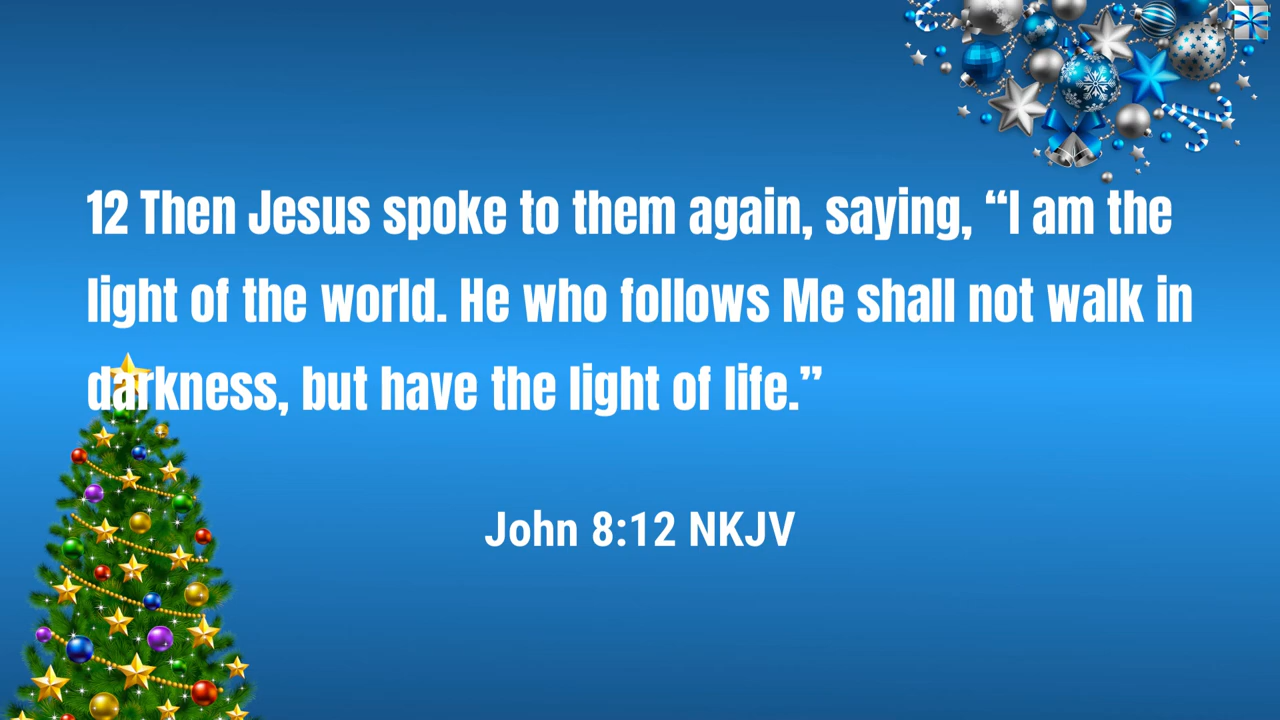 12 Then Jesus spoke to them again, saying, “I am the
light of the world. He who follows Me shall not walk in
darkness, but have the light of life.”
John 8:12 NKJV